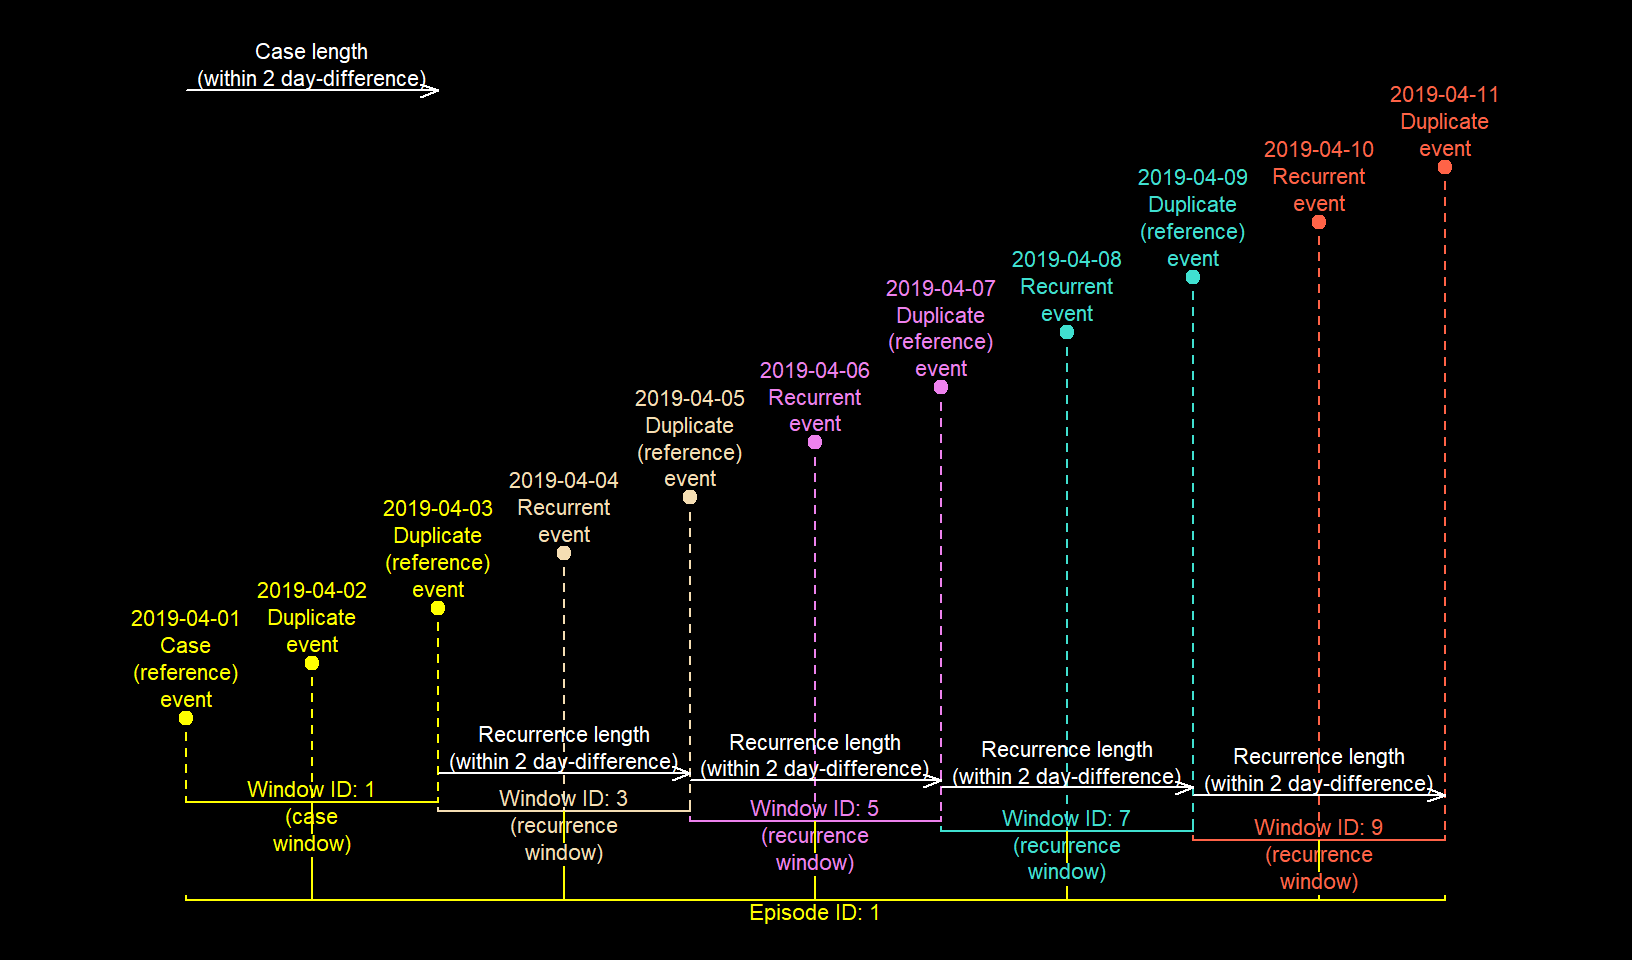 Case length
(within 2 day-difference)
2019-04-01
Case
(reference)
event
2019-04-02
Duplicate
event
2019-04-03
Duplicate
(reference)
event
2019-04-04
Recurrent
event
2019-04-05
Duplicate
(reference)
event
2019-04-06
Recurrent
event
2019-04-07
Duplicate
(reference)
event
2019-04-08
Recurrent
event
2019-04-09
Duplicate
(reference)
event
2019-04-10
Recurrent
event
2019-04-11
Duplicate
event
Recurrence length
(within 2 day-difference)
Recurrence length
(within 2 day-difference)
Recurrence length
(within 2 day-difference)
Recurrence length
(within 2 day-difference)
Window ID: 1
(case
window)
Window ID: 3
(recurrence
window)
Window ID: 5
(recurrence
window)
Window ID: 7
(recurrence
window)
Window ID: 9
(recurrence
window)
Episode ID: 1